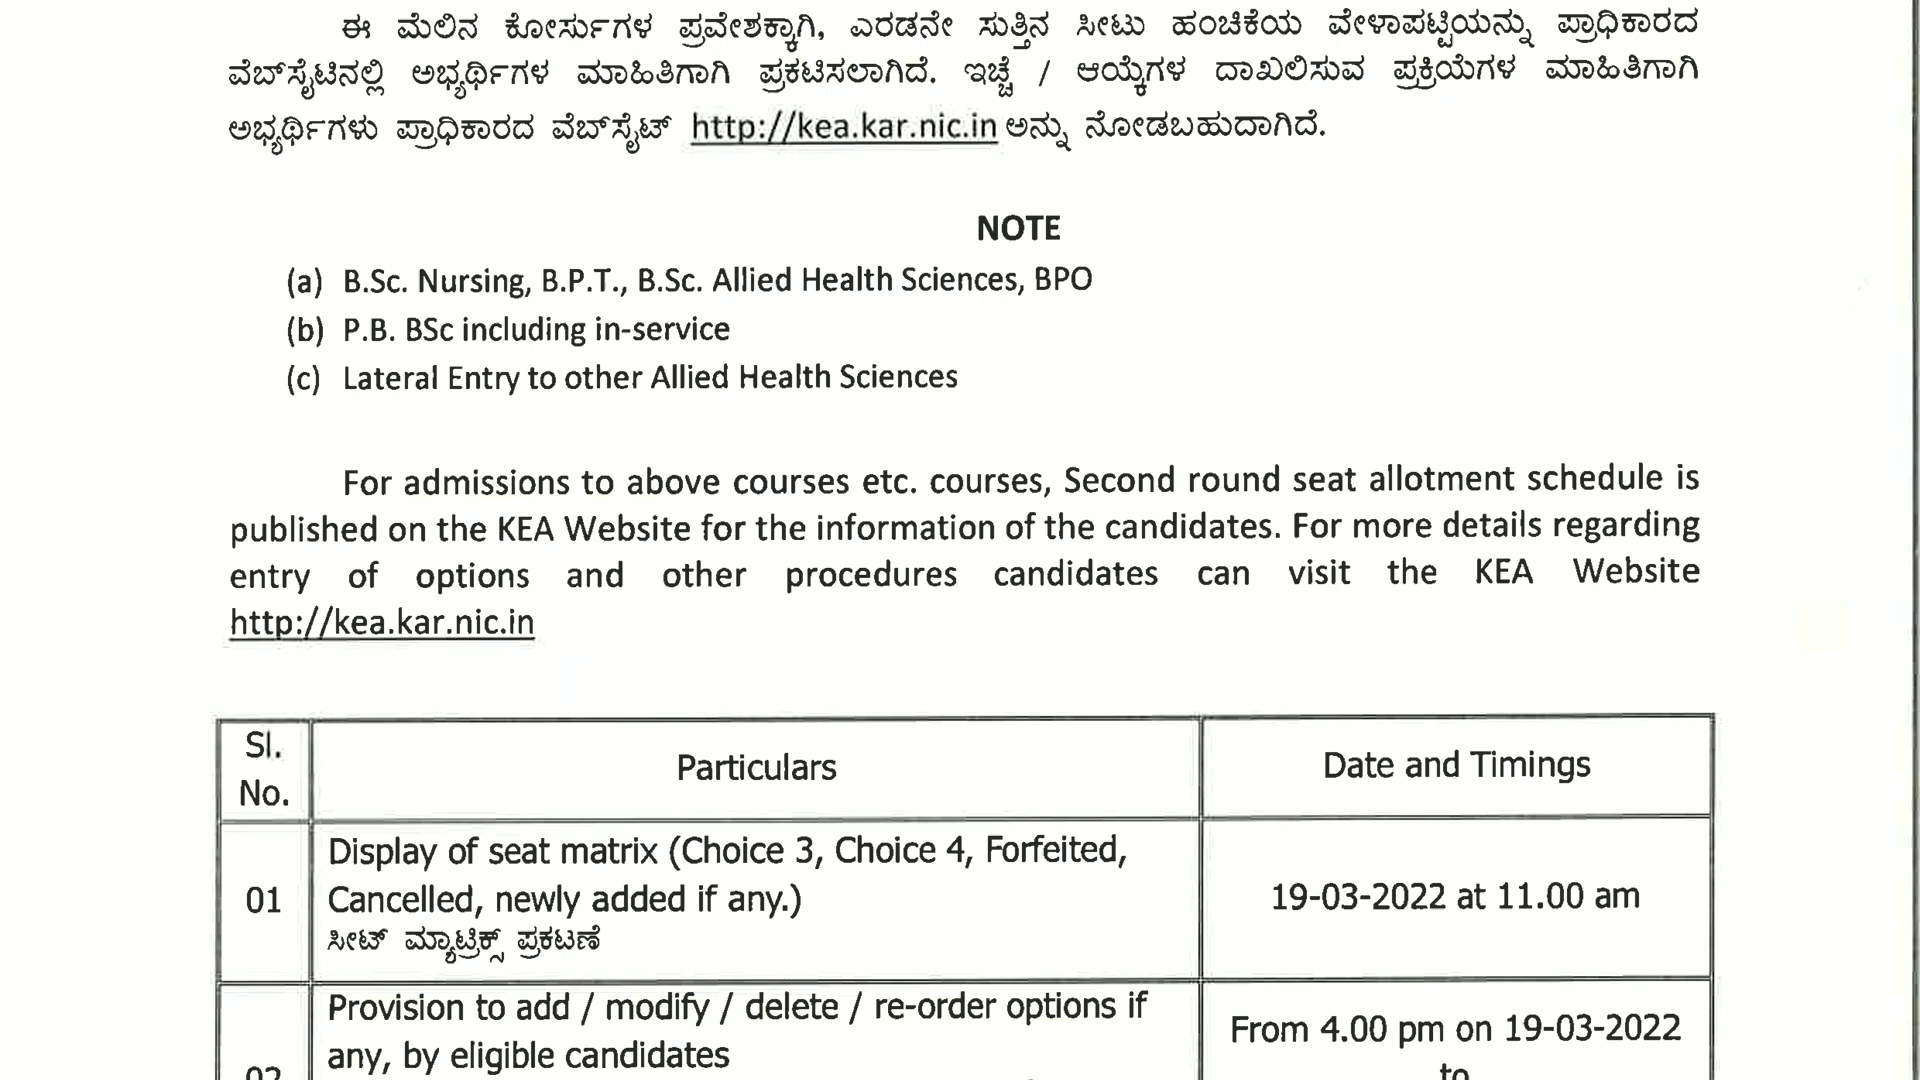 ಈ ಮೆಲಿನ ಕೋರ್ಸುಗಳ ಪ್ರವೇಶಕ್ಕಾಗಿ, ಎರಡನೇ ಸುತ್ತಿನ ಸೀಟು ಹಂಚಿಕೆಯ ವೇಳಾಪಟ್ಟಿಯನ್ನು ಪ್ರಾಧಿಕಾರದ
ವೆಬ್‌ಸೈಟಿನಲ್ಲಿ ಅಭ್ಯರ್ಥಿಗಳ ಮಾಹಿತಿಗಾಗಿ ಪ್ರಕಟಿಸಲಾಗಿದೆ. ಇಚ್ಛೆ / ಆಯ್ಕೆಗಳ ದಾಖಲಿಸುವ ಪ್ರಕ್ರಿಯೆಗಳ ಮಾಹಿತಿಗಾಗಿ
ಅಭ್ಯರ್ಥಿಗಳು ಪ್ರಾಧಿಕಾರದ ವೆಬ್‌ಸೈಟ್ http://kea.kar.nic.in ಅನ್ನು ನೋಡಬಹುದಾಗಿದೆ.
NOTE
(a) B.Sc. Nursing, B.P.T., B.Sc. Allied Health Sciences, BPO
(b) P.B. BSc including in-service
(c) Lateral Entry to other Allied Health Sciences
For admissions to above courses etc. courses, Second round seat allotment schedule is
published on the KEA Website for the information of the candidates. For more details regarding
entry of options and other procedures candidates can visit the KEA Website
http://kea.kar.nic.in
Sl.
No.
Particulars
Date and Timings
01
Display of seat matrix (Choice 3, Choice 4, Forfeited,
Cancelled, newly added if any.)
ಸೀಟ್ ಮ್ಯಾಟ್ರಿಕ್ಸ್ ಪ್ರಕಟಣೆ
19-03-2022 at 11.00 am
02
Provision to add / modify / delete / re-order options if
any, by eligible candidates
From 4.00 pm on 19-03-2022
to